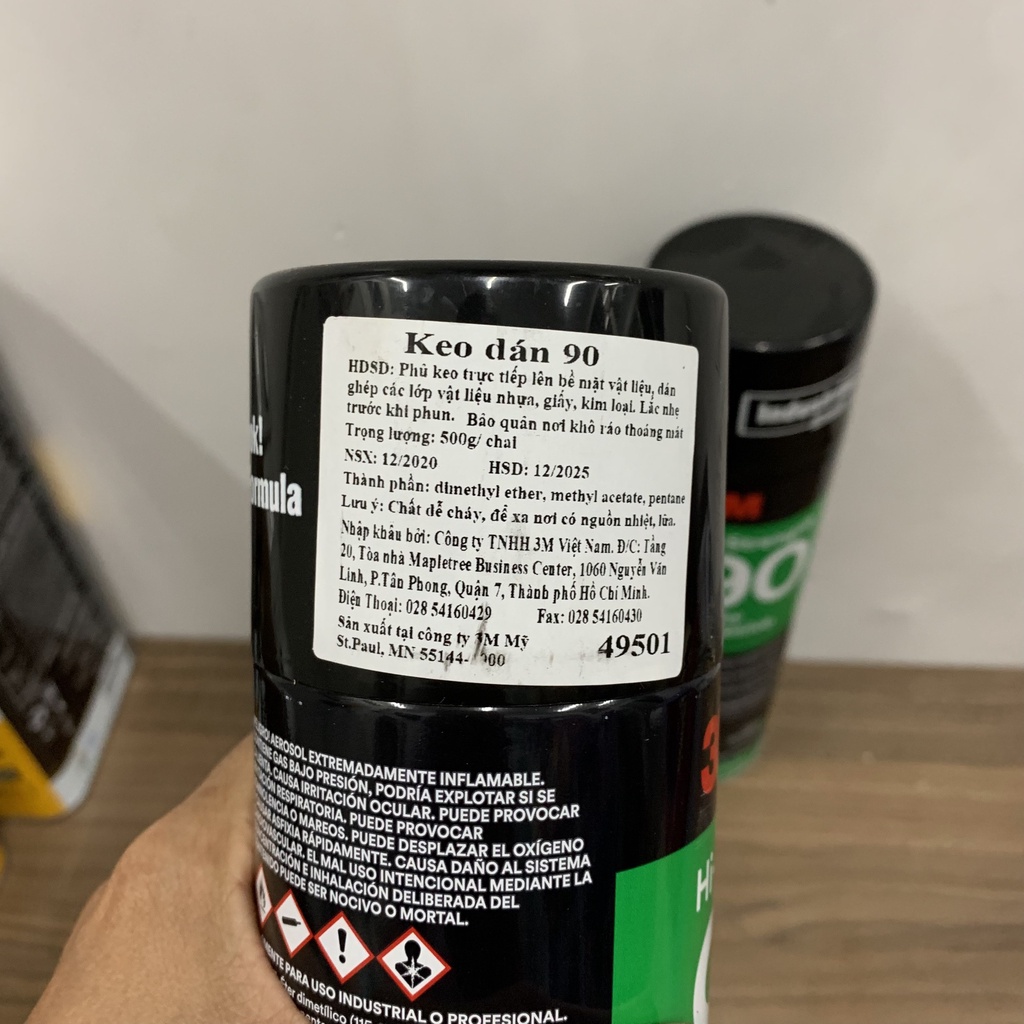 Keo dán 90
HDSD: Phủ keo trực tiếp lên bề mặt vật liệu, dán
ghép các lớp vật liệu nhựa, giấy, kim loại. Lắc nhẹ
trước khi phun. Bảo quản nơi khô ráo thoáng mát
Trọng lượng: 500g/ chai
NSX: 12/2020 HSD: 12/2025
Thành phần: dimethyl ether, methyl acetate, pentane
Lưu ý: Chất dễ cháy, để xa nơi có nguồn nhiệt, lửa.
Nhập khẩu bởi: Công ty TNHH 3M Việt Nam. Đ/C: Tầng
20, Tòa nhà Mapletree Business Center, 1060 Nguyễn Văn
Linh, P.Tân Phong, Quận 7, Thành phố Hồ Chí Minh.
Điện Thoại: 028 54160429 Fax: 028 54160430
Sản xuất tại công ty 3M Mỹ
St.Paul, MN 55144- 49501
AEROSOL EXTREMADAMENTE INFLAMABLE.
GAS BAJO PRESIÓN, PODRÍA EXPLOTAR SI SE
CAUSA IRRITACIÓN OCULAR. PUEDE PROVOCAR
RESPIRATORIA. PUEDE PROVOCAR
O MAREOS. PUEDE DESPLAZAR EL OXÍGENO
ASFIXIA RÁPIDAMENTE. CAUSA DAÑO AL SISTEMA
EL MAL USO INTENCIONAL MEDIANTE LA
E INHALACIÓN DELIBERADA DEL
PUEDE SER NOCIVO O MORTAL.
PARA USO INDUSTRIAL O PROFESIONAL.
dimetílico
90